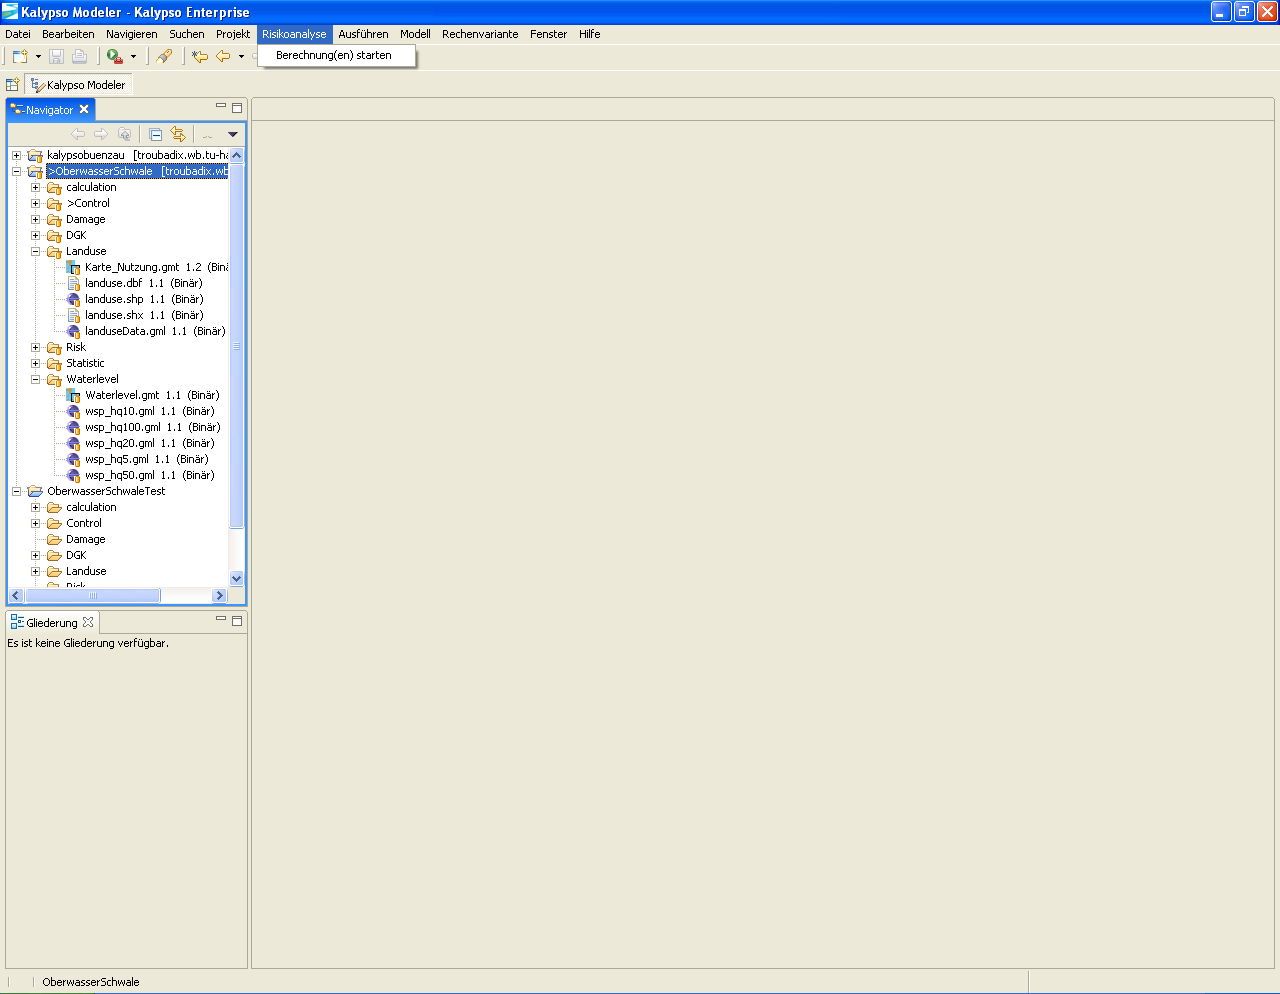 Kalypso Modeler - Kalypso Enterprise
Datei Bearbeiten Navigieren Suchen Projekt Risikoanalyse Ausführen Modell Rechenvariante Fenster Hilfe
Berechnung(en) starten
Kalypso Modeler
Navigator
kalypsobuenzau [troubadix.wb.tu-ha
>OberwasserSchwale [troubadix.wb
calculation
>Control
Damage
DGK
Landuse
Karte_Nutzung.gmt 1.2 (Binä
landuse.dbf 1.1 (Binär)
landuse.shp 1.1 (Binär)
landuse.shx 1.1 (Binär)
landuseData.gml 1.1 (Binär)
Risk
Statistic
Waterlevel
Waterlevel.gmt 1.1 (Binär)
wsp_hq10.gml 1.1 (Binär)
wsp_hq100.gml 1.1 (Binär)
wsp_hq20.gml 1.1 (Binär)
wsp_hq5.gml 1.1 (Binär)
wsp_hq50.gml 1.1 (Binär)
OberwasserSchwaleTest
calculation
Control
Damage
DGK
Landuse
Risk
Gliederung
Es ist keine Gliederung verfügbar.
OberwasserSchwale